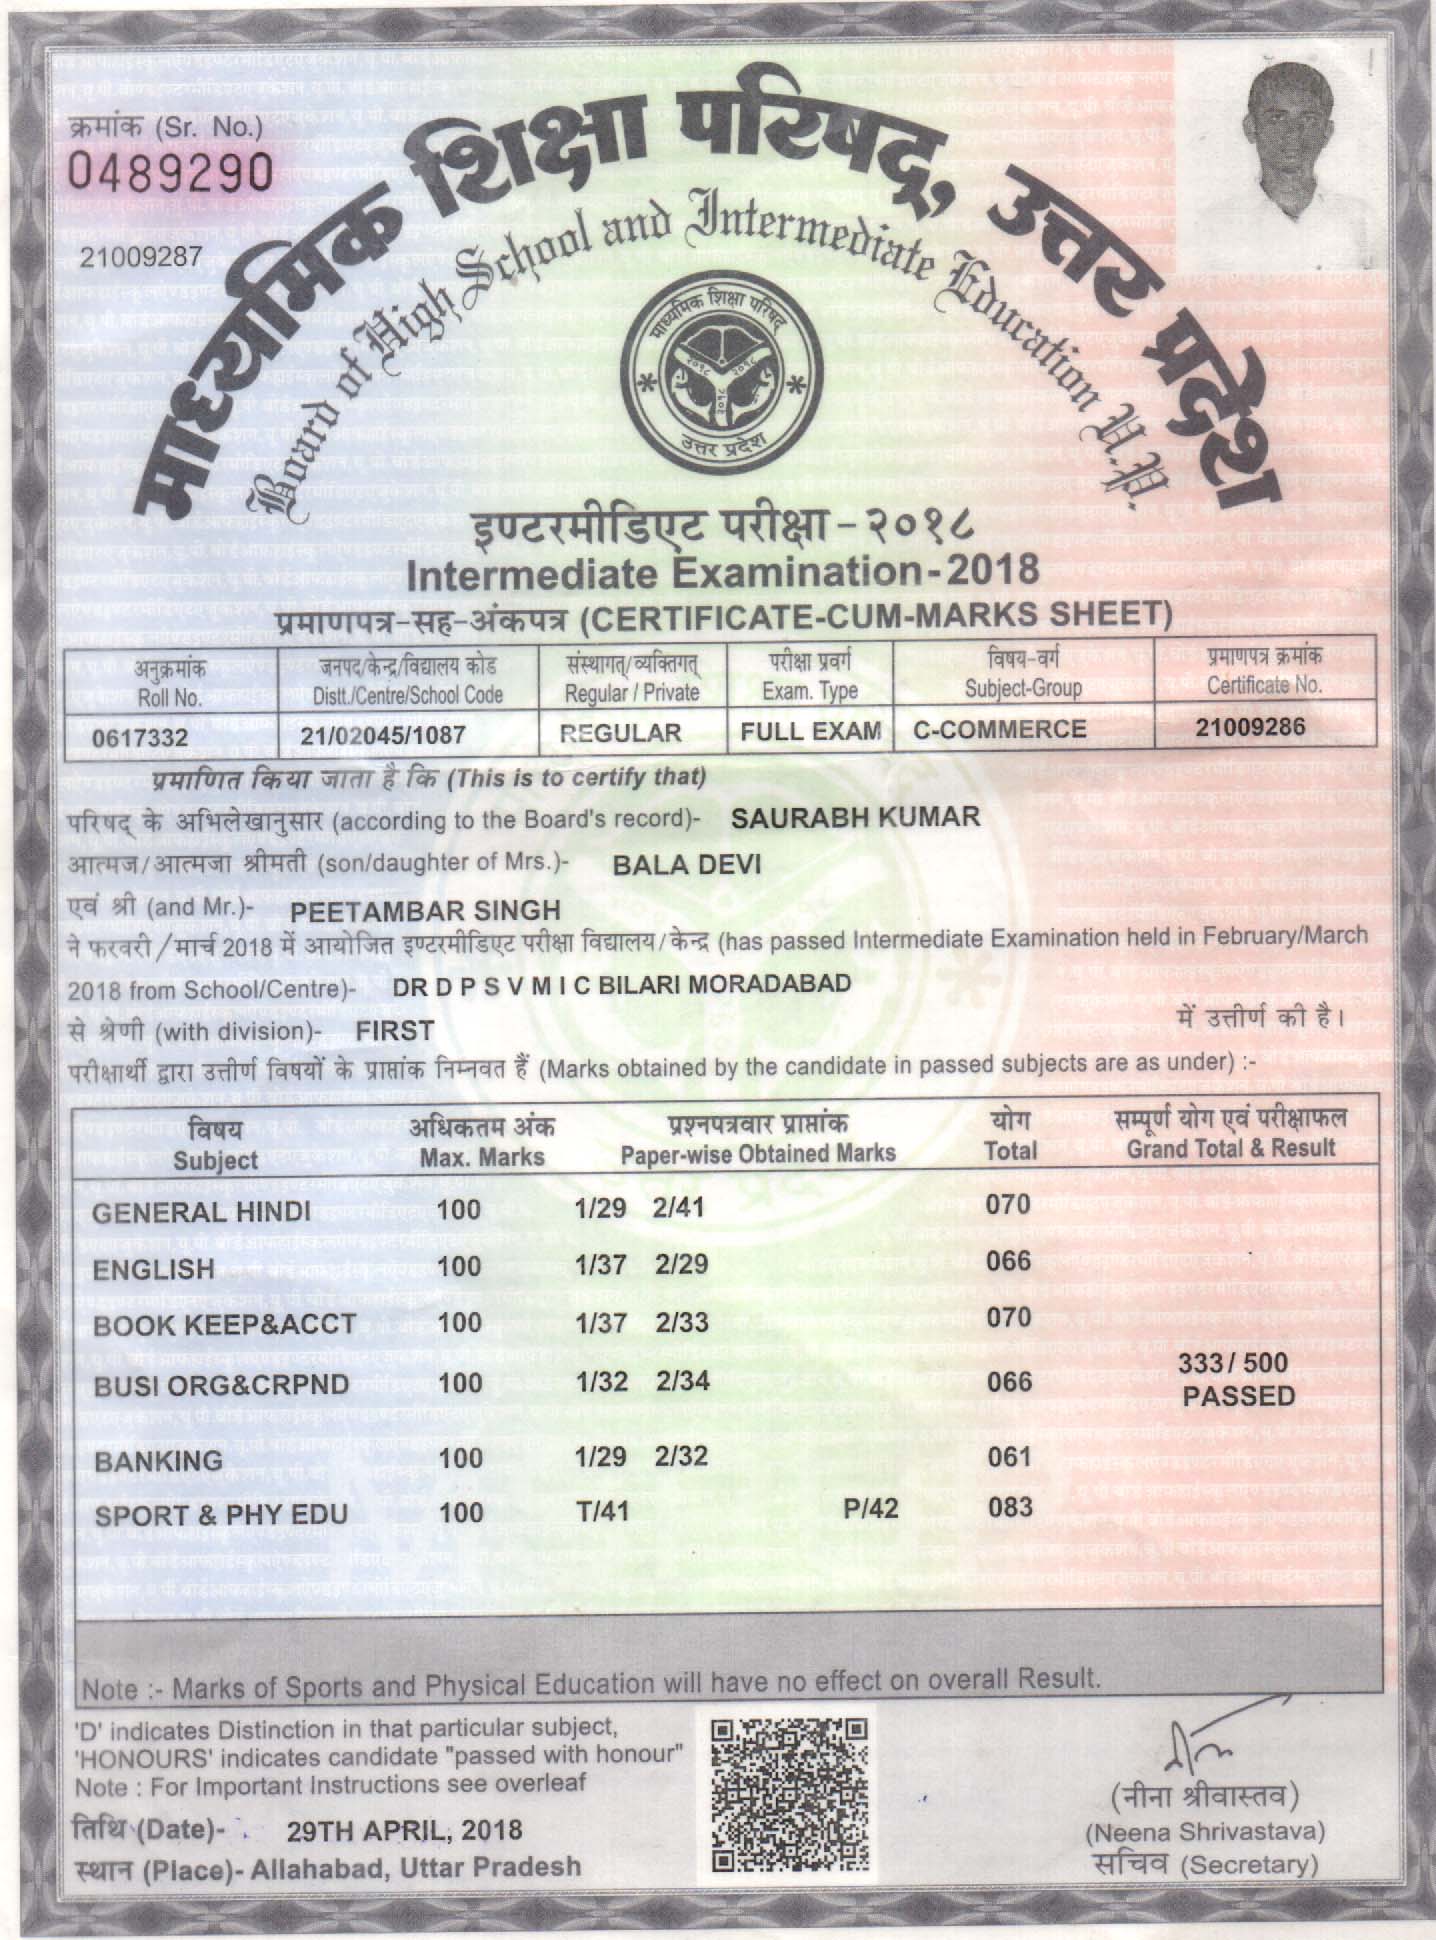 क्रमांक (Sr. No.)
0489290
21009287
माध्यमिक शिक्षा परिषद्, उत्तर प्रदेश
Board of High School and Intermediate Education U.P.
माध्यमिक शिक्षा परिषद्
२०१८ २०१८
२०१८
उत्तर प्रदेश
इण्टरमीडिएट परीक्षा - २०१८
Intermediate Examination - 2018
प्रमाणपत्र-सह-अंकपत्र (CERTIFICATE-CUM-MARKS SHEET)
अनुक्रमांक जनपद/केन्द्र/विद्यालय कोड संस्थागत्/व्यक्तिगत् परीक्षा प्रवर्ग विषय-वर्ग प्रमाणपत्र क्रमांक
Roll No. Distt./Centre/School Code Regular / Private Exam. Type Subject-Group Certificate No.
0617332 21/02045/1087 REGULAR FULL EXAM C-COMMERCE 21009286
प्रमाणित किया जाता है कि (This is to certify that)
परिषद् के अभिलेखानुसार (according to the Board's record)- SAURABH KUMAR
आत्मज/आत्मजा श्रीमती (son/daughter of Mrs.)- BALA DEVI
एवं श्री (and Mr.)- PEETAMBAR SINGH
ने फरवरी/मार्च 2018 में आयोजित इण्टरमीडिएट परीक्षा विद्यालय/केन्द्र (has passed Intermediate Examination held in February/March
2018 from School/Centre)- DR D P S V M I C BILARI MORADABAD
से श्रेणी (with division)- FIRST में उत्तीर्ण की है।
परीक्षार्थी द्वारा उत्तीर्ण विषयों के प्राप्तांक निम्नवत हैं (Marks obtained by the candidate in passed subjects are as under) :-
विषय अधिकतम अंक प्रश्नपत्रवार प्राप्तांक योग सम्पूर्ण योग एवं परीक्षाफल
Subject Max. Marks Paper-wise Obtained Marks Total Grand Total & Result
GENERAL HINDI 100 1/29 2/41 070
ENGLISH 100 1/37 2/29 066
BOOK KEEP&ACCT 100 1/37 2/33 070
BUSI ORG&CRPND 100 1/32 2/34 066 333/ 500
PASSED
BANKING 100 1/29 2/32 061
SPORT & PHY EDU 100 T/41 P/42 083
Note :- Marks of Sports and Physical Education will have no effect on overall Result.
'D' indicates Distinction in that particular subject,
'HONOURS' indicates candidate "passed with honour"
Note : For Important Instructions see overleaf
तिथि (Date)- 29TH APRIL, 2018
स्थान (Place)- Allahabad, Uttar Pradesh
(नीना श्रीवास्तव)
(Neena Shrivastava)
सचिव (Secretary)